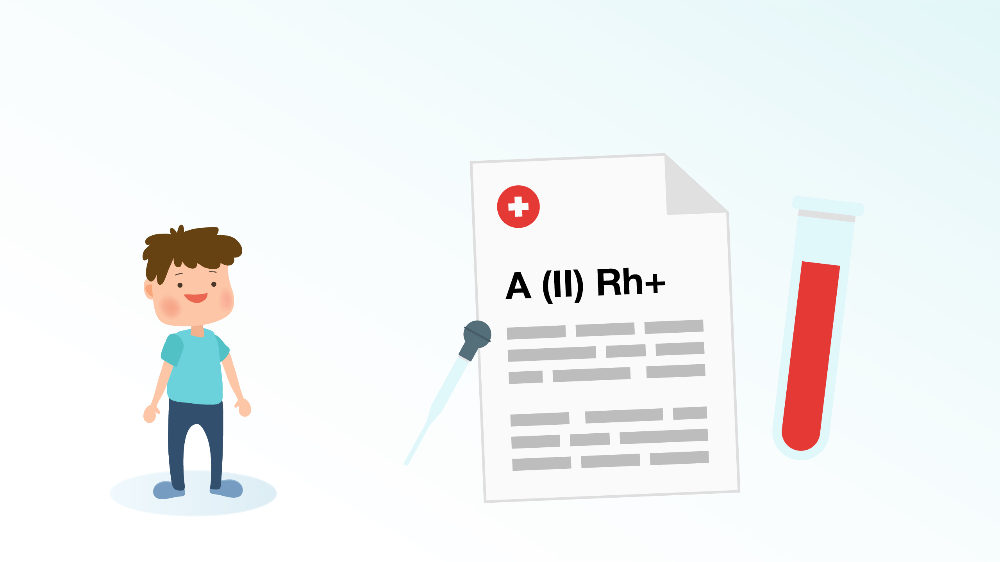 A (II) Rh+